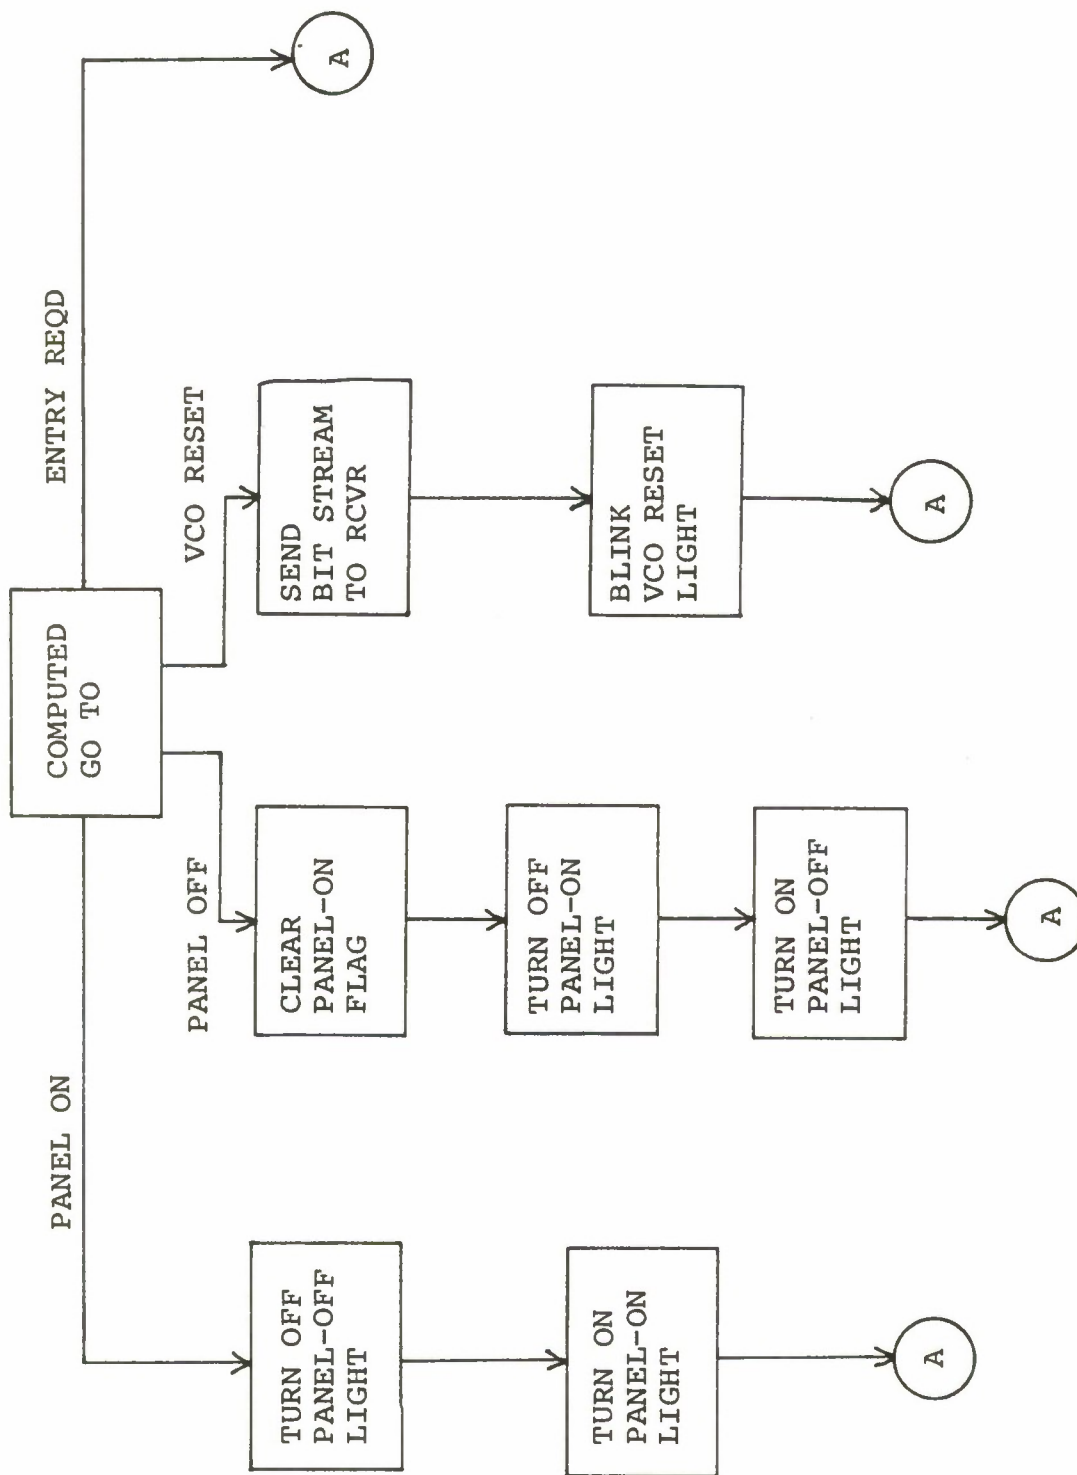 COMPUTED
GO TO
PANEL ON
PANEL OFF
VCO RESET
ENTRY REQD
TURN OFF
PANEL-OFF
LIGHT
TURN ON
PANEL-ON
LIGHT
A
CLEAR
PANEL-ON
FLAG
TURN OFF
PANEL-ON
LIGHT
TURN ON
PANEL-OFF
LIGHT
A
SEND
BIT STREAM
TO RCVR
BLINK
VCO RESET
LIGHT
A
A